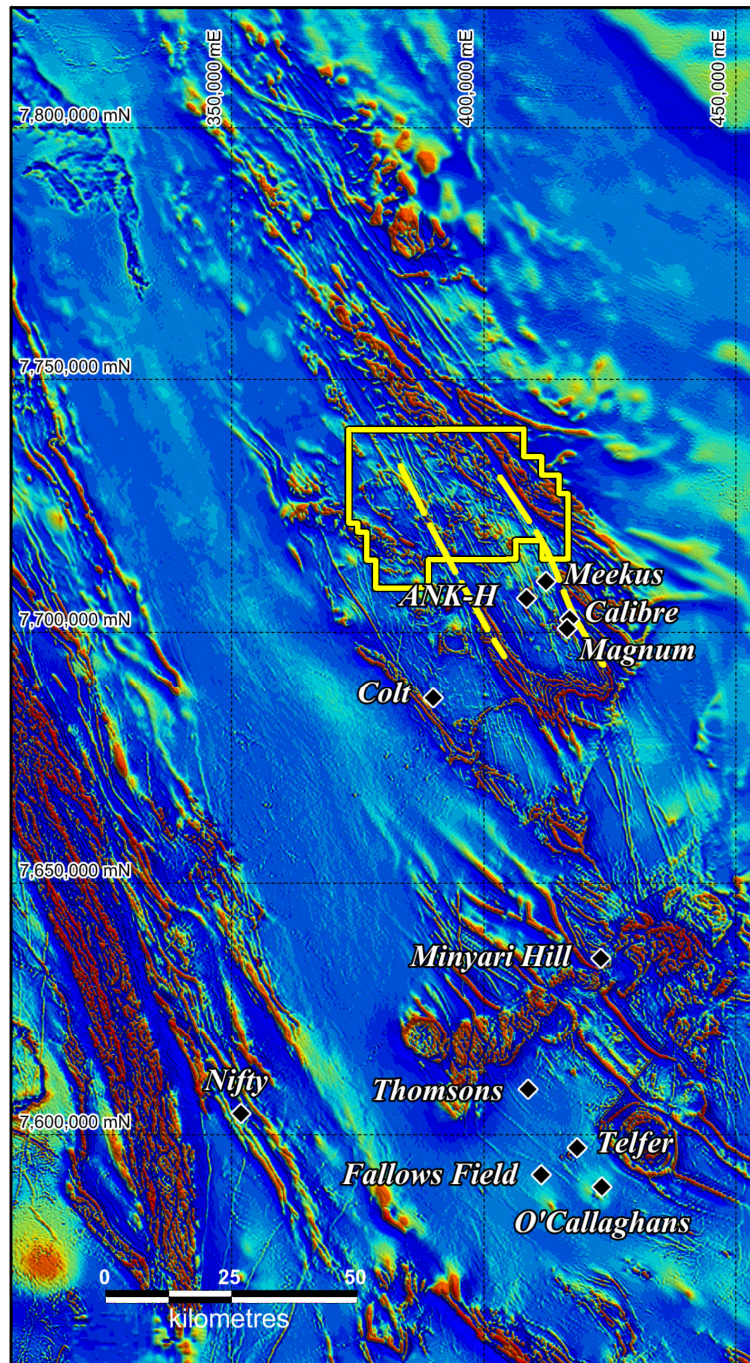 350,000 mE
400,000 mE
450,000 mE
7,800,000 mN
7,750,000 mN
Meekus
ANK-H
Calibre
7,700,000 mN
Magnum
Colt
7,650,000 mN
Minyari Hill
Nifty
Thomsons
7,600,000 mN
Telfer
Fallows Field
O'Callaghans
0 25 50
kilometres